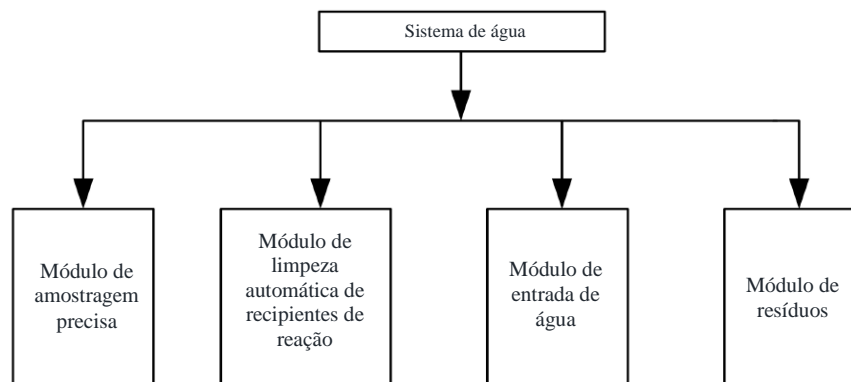 Sistema de água
Módulo de
amostragem
precisa
Módulo de
limpeza
automática de
recipientes de
reação
Módulo de
entrada de
água
Módulo de
resíduos